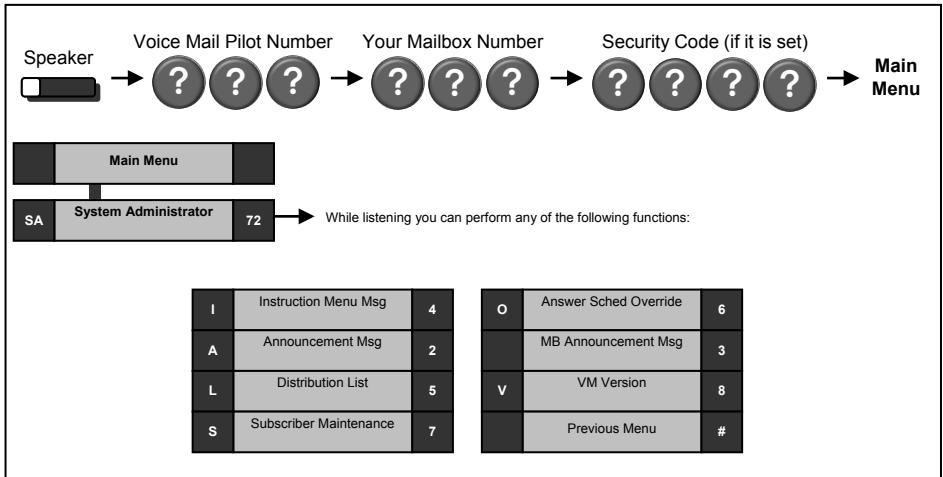 Speaker
Voice Mail Pilot Number
Your Mailbox Number
Security Code (if it is set)
? ? ?
? ? ?
? ? ? ?
Main
Menu
Main Menu
SA System Administrator 72
While listening you can perform any of the following functions:
I Instruction Menu Msg 4
O Answer Sched Override 6
A Announcement Msg 2
MB Announcement Msg 3
L Distribution List 5
V VM Version 8
S Subscriber Maintenance 7
Previous Menu #